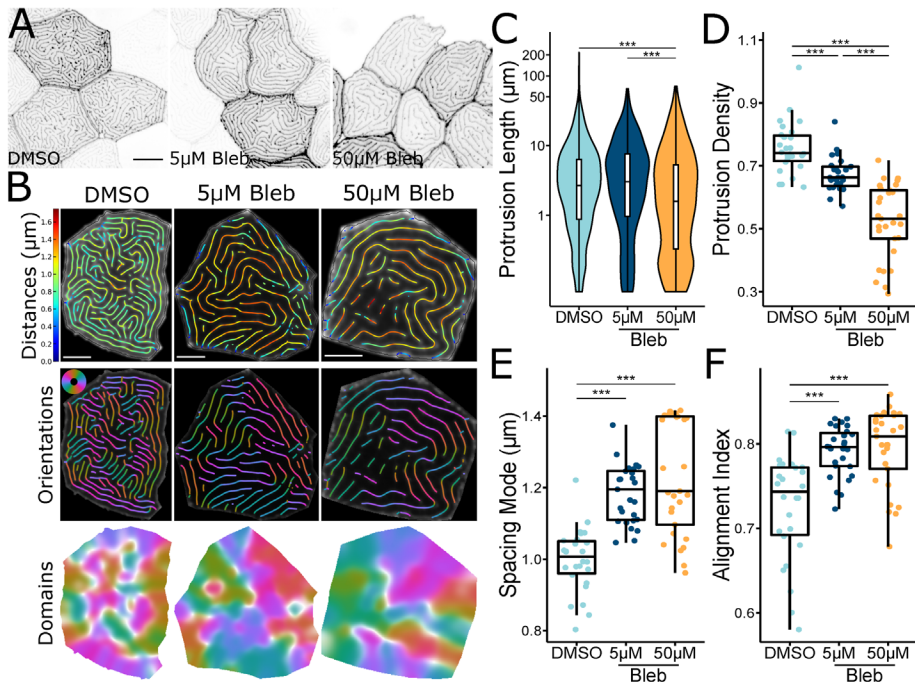 A
DMSO
5µM Bleb
50µM Bleb
B
DMSO
5µM Bleb
50µM Bleb
Distances (µm)
1.6
1.4
1.2
1.0
0.8
0.6
0.4
0.2
0.0
Orientations
Domains
C
Protrusion Length (µm)
200
100
50
10
1
***
***
DMSO 5µM 50µM
Bleb
D
Protrusion Density
1.1
0.9
0.7
0.5
0.3
***
*** ***
DMSO 5µM 50µM
Bleb
E
Spacing Mode (µm)
1.4
1.2
1.0
0.8
***
***
DMSO 5µM 50µM
Bleb
F
Alignment Index
0.8
0.7
0.6
***
***
DMSO 5µM 50µM
Bleb